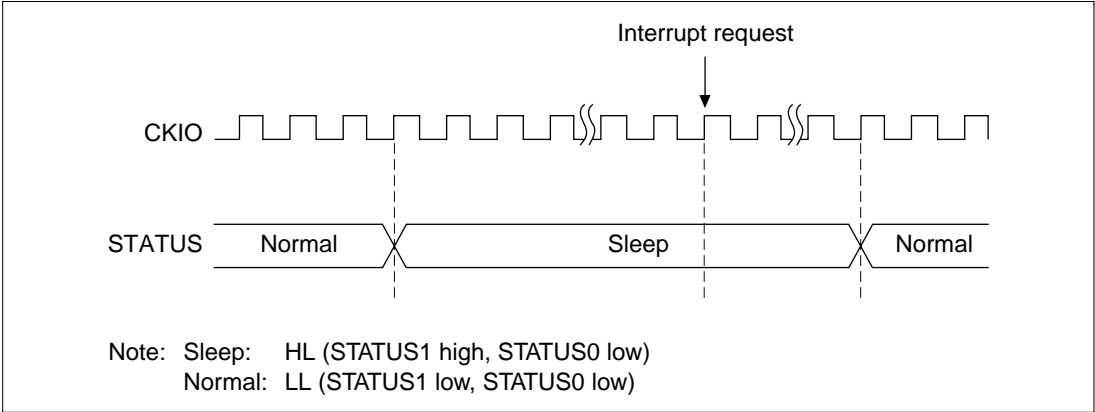 Interrupt request
CKIO
STATUS Normal Sleep Normal
Note: Sleep: HL (STATUS1 high, STATUS0 low)
Normal: LL (STATUS1 low, STATUS0 low)